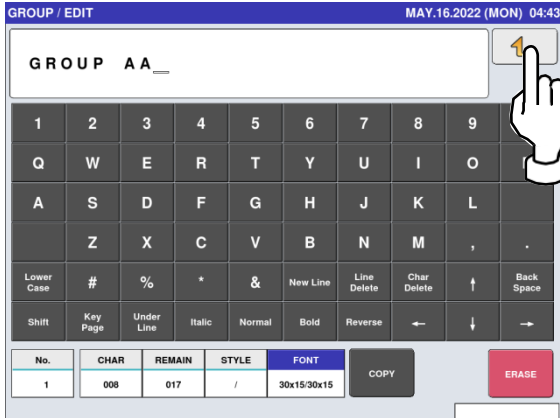 GROUP / EDIT MAY.16.2022 (MON) 04:43
GROUP AA_
1 2 3 4 5 6 7 8 9
Q W E R T Y U I O
A S D F G H J K L
Z X C V B N M , .
Lower Case # % * & New Line Line Delete Char Delete ↑ Back Space
Shift Key Page Under Line Italic Normal Bold Reverse ← ↓ →
No. CHAR REMAIN STYLE FONT COPY ERASE
1 008 017 / 30x15/30x15